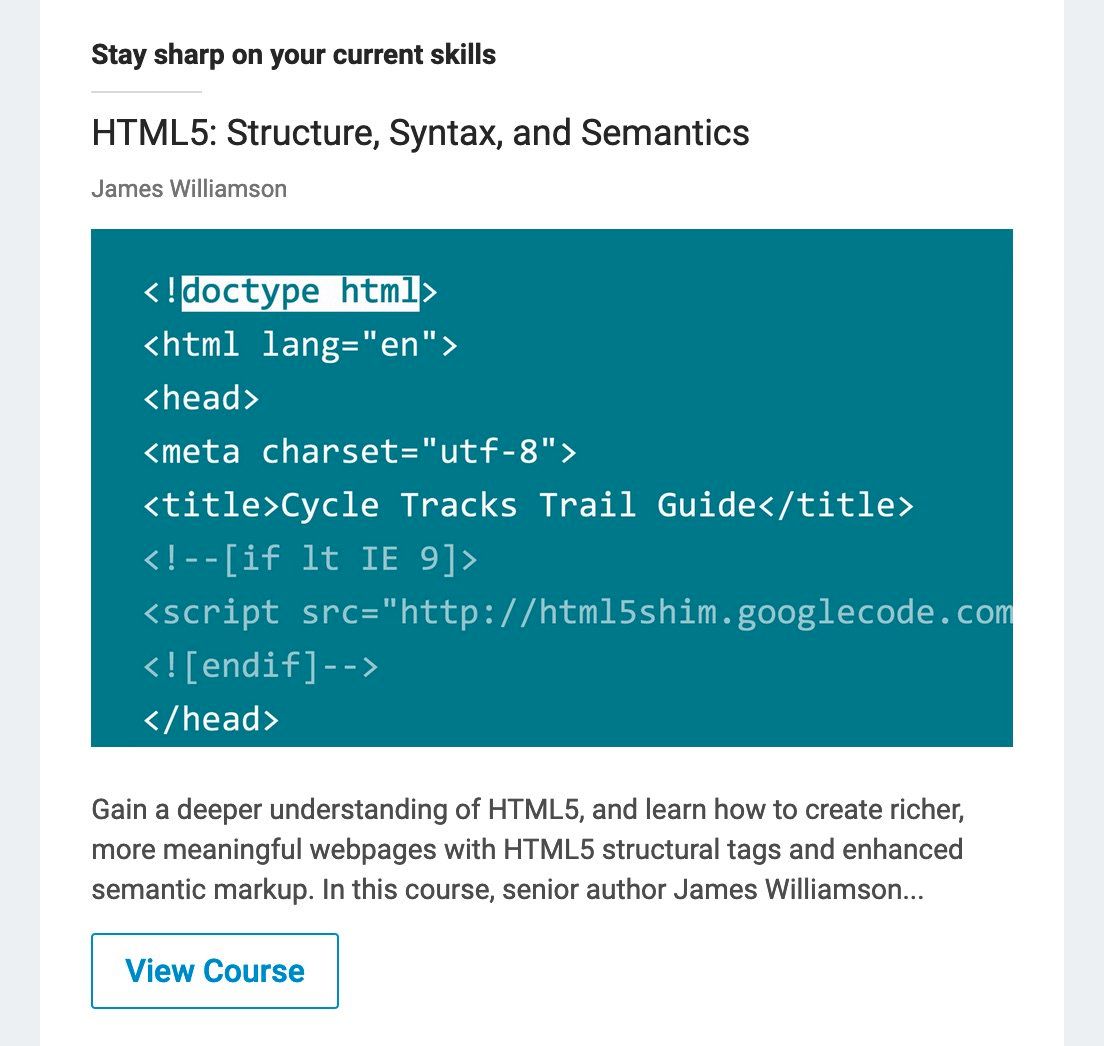 Stay sharp on your current skills
HTML5: Structure, Syntax, and Semantics
James Williamson
<!doctype html>
<html lang="en">
<head>
<meta charset="utf-8">
<title>Cycle Tracks Trail Guide</title>
<!--[if lt IE 9]>
<script src="http://html5shim.googlecode.com
<![endif]-->
</head>
Gain a deeper understanding of HTML5, and learn how to create richer,
more meaningful webpages with HTML5 structural tags and enhanced
semantic markup. In this course, senior author James Williamson...
View Course